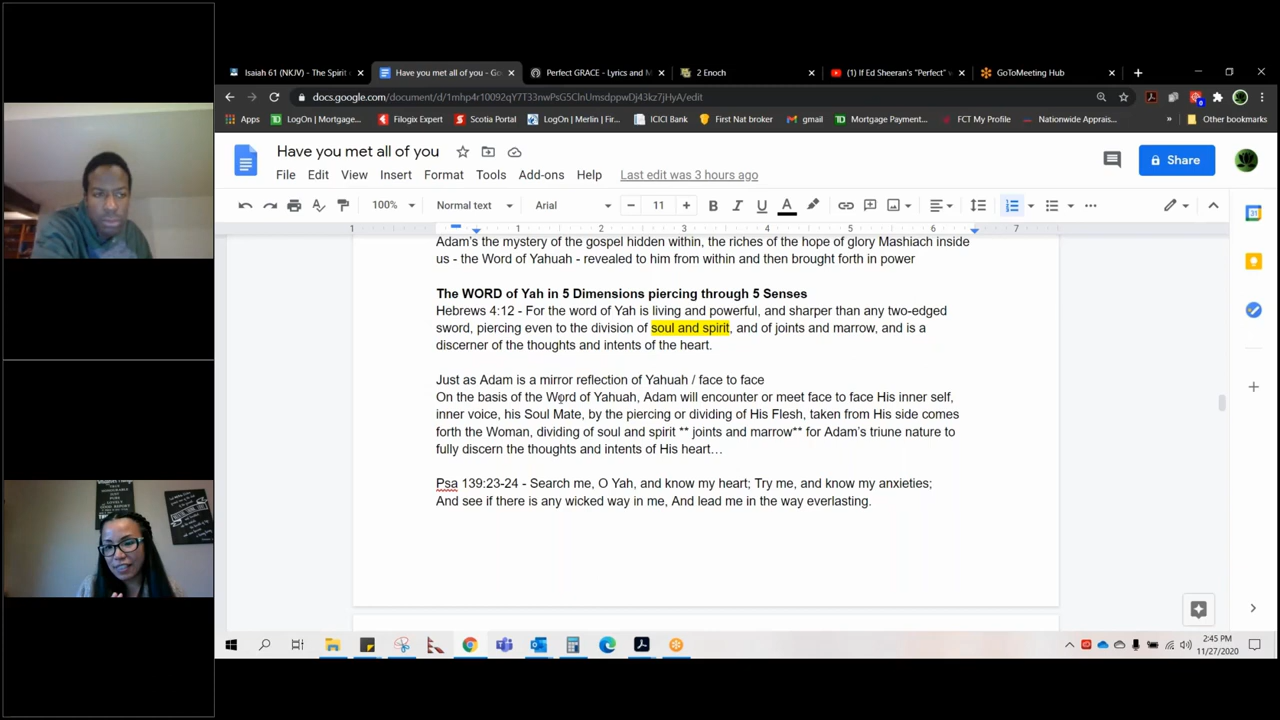 Isaiah 61 (NKJV) - The Spirit
Have you met all of you - Go
Perfect GRACE - Lyrics and M
2 Enoch
(1) If Ed Sheeran's "Perfect" w
GoToMeeting Hub
docs.google.com/document/d/1mhp4r10092qY7T33nwPsG5ClnUmsdppwDj43kz7jHyA/edit
Apps
LogOn | Mortgage...
Filogix Expert
Scotia Portal
LogOn | Merlin | Fir...
ICICI Bank
First Nat broker
gmail
Mortgage Payment...
FCT My Profile
Nationwide Apprais...
Other bookmarks
Have you met all of you
Share
File Edit View Insert Format Tools Add-ons Help Last edit was 3 hours ago
100% Normal text Arial 11
1 1 2 3 4 5 6 7
Adam's the mystery of the gospel hidden within, the riches of the hope of glory Mashiach inside
us - the Word of Yahuah - revealed to him from within and then brought forth in power
The WORD of Yah in 5 Dimensions piercing through 5 Senses
Hebrews 4:12 - For the word of Yah is living and powerful, and sharper than any two-edged
sword, piercing even to the division of soul and spirit, and of joints and marrow, and is a
discerner of the thoughts and intents of the heart.
Just as Adam is a mirror reflection of Yahuah / face to face
On the basis of the Word of Yahuah, Adam will encounter or meet face to face His inner self,
inner voice, his Soul Mate, by the piercing or dividing of His Flesh, taken from His side comes
forth the Woman, dividing of soul and spirit ** joints and marrow** for Adam's triune nature to
fully discern the thoughts and intents of His heart…
Psa 139:23-24 - Search me, O Yah, and know my heart; Try me, and know my anxieties;
And see if there is any wicked way in me, And lead me in the way everlasting.
2:45 PM
11/27/2020